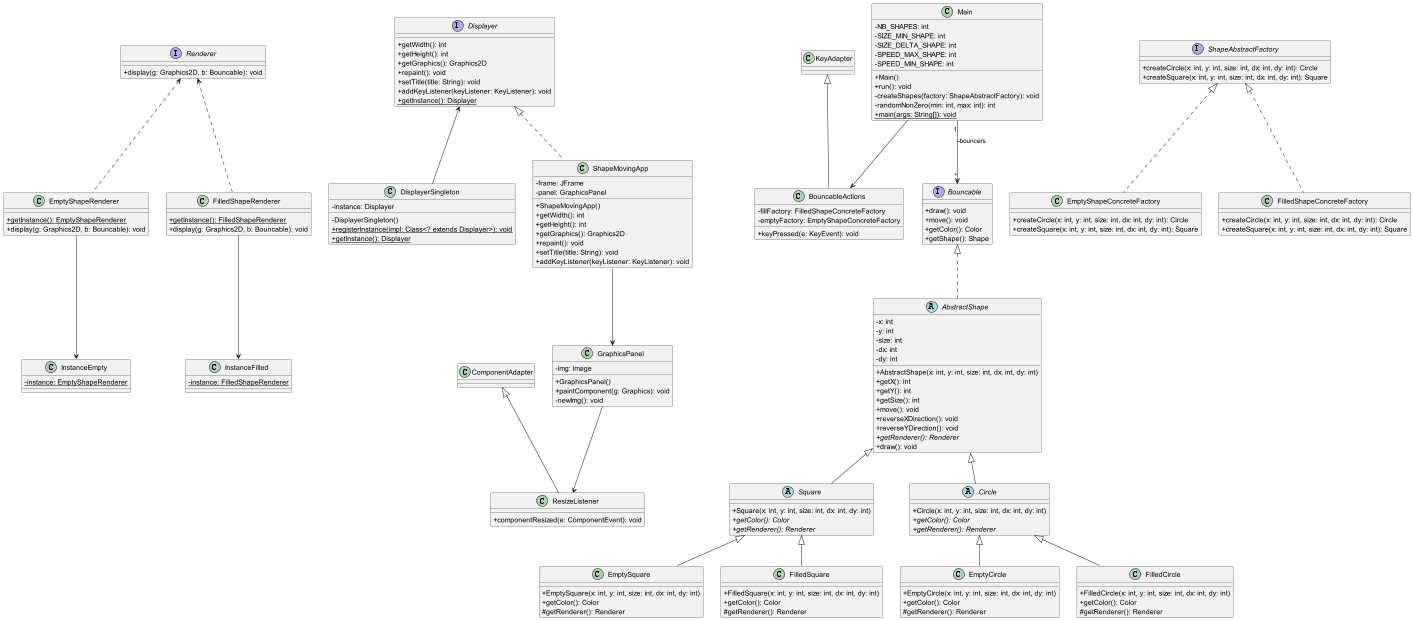 I Renderer
+display(g: Graphics2D, b: Bouncable): void
C EmptyShapeRenderer
+getInstance(): EmptyShapeRenderer
+display(g: Graphics2D, b: Bouncable): void
C FilledShapeRenderer
+getInstance(): FilledShapeRenderer
+display(g: Graphics2D, b: Bouncable): void
C InstanceEmpty
-instance: EmptyShapeRenderer
C InstanceFilled
-instance: FilledShapeRenderer
I Displayer
+getWidth(): int
+getHeight(): int
+getGraphics(): Graphics2D
+repaint(): void
+setTitle(title: String): void
+addKeyListener(keyListener: KeyListener): void
+getInstance(): Displayer
C DisplayerSingleton
-instance: Displayer
-DisplayerSingleton()
+registerInstance(impl: Class<? extends Displayer>): void
+getInstance(): Displayer
C ShapeMovingApp
-frame: JFrame
-panel: GraphicsPanel
+ShapeMovingApp()
+getWidth(): int
+getHeight(): int
+getGraphics(): Graphics2D
+repaint(): void
+setTitle(title: String): void
+addKeyListener(keyListener: KeyListener): void
C GraphicsPanel
-img: Image
+GraphicsPanel()
+paintComponent(g: Graphics): void
-newImg(): void
C ComponentAdapter
C ResizeListener
+componentResized(e: ComponentEvent): void
C KeyAdapter
C Main
-NB_SHAPES: int
-SIZE_MIN_SHAPE: int
-SIZE_DELTA_SHAPE: int
-SPEED_MAX_SHAPE: int
-SPEED_MIN_SHAPE: int
+Main()
+run(): void
-createShapes(factory: ShapeAbstractFactory): void
-randomNonZero(min: int, max: int): int
+main(args: String[]): void
1
-bouncers
*
C BouncableActions
-fillFactory: FilledShapeConcreteFactory
-emptyFactory: EmptyShapeConcreteFactory
+keyPressed(e: KeyEvent): void
I Bouncable
+draw(): void
+move(): void
+getColor(): Color
+getShape(): Shape
A AbstractShape
-x: int
-y: int
-size: int
-dx: int
-dy: int
+AbstractShape(x: int, y: int, size: int, dx: int, dy: int)
+getX(): int
+getY(): int
+getSize(): int
+move(): void
+reverseXDirection(): void
+reverseYDirection(): void
+getRenderer(): Renderer
+draw(): void
A Square
+Square(x: int, y: int, size: int, dx: int, dy: int)
+getColor(): Color
+getRenderer(): Renderer
A Circle
+Circle(x: int, y: int, size: int, dx: int, dy: int)
+getColor(): Color
+getRenderer(): Renderer
C EmptySquare
+EmptySquare(x: int, y: int, size: int, dx: int, dy: int)
+getColor(): Color
#getRenderer(): Renderer
C FilledSquare
+FilledSquare(x: int, y: int, size: int, dx: int, dy: int)
+getColor(): Color
#getRenderer(): Renderer
C EmptyCircle
+EmptyCircle(x: int, y: int, size: int, dx: int, dy: int)
+getColor(): Color
#getRenderer(): Renderer
C FilledCircle
+FilledCircle(x: int, y: int, size: int, dx: int, dy: int)
+getColor(): Color
#getRenderer(): Renderer
I ShapeAbstractFactory
+createCircle(x: int, y: int, size: int, dx: int, dy: int): Circle
+createSquare(x: int, y: int, size: int, dx: int, dy: int): Square
C EmptyShapeConcreteFactory
+createCircle(x: int, y: int, size: int, dx: int, dy: int): Circle
+createSquare(x: int, y: int, size: int, dx: int, dy: int): Square
C FilledShapeConcreteFactory
+createCircle(x: int, y: int, size: int, dx: int, dy: int): Circle
+createSquare(x: int, y: int, size: int, dx: int, dy: int): Square